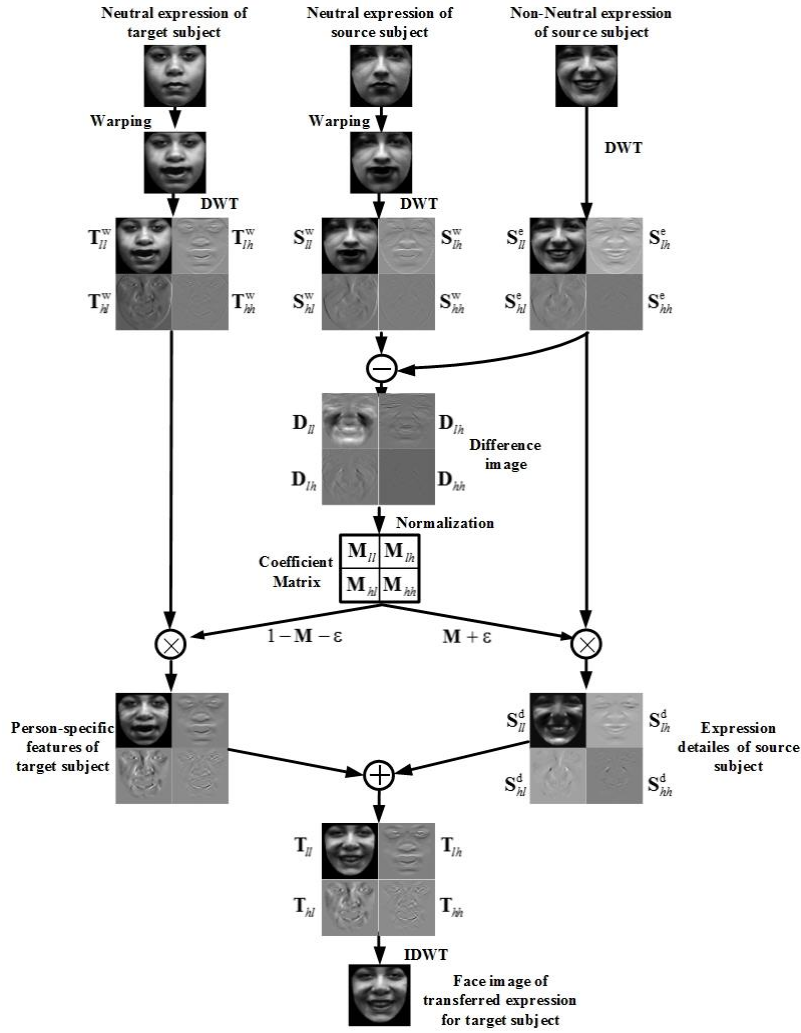 Neutral expression of
target subject
Neutral expression of
source subject
Non-Neutral expression
of source subject
Warping
Warping
DWT
DWT
DWT
T^w_ll
T^w_lh
S^w_ll
S^w_lh
S^e_ll
S^e_lh
T^w_hl
T^w_hh
S^w_hl
S^w_hh
S^e_hl
S^e_hh
−
D_ll
D_lh
Difference
image
D_lh
D_hh
Normalization
Coefficient
Matrix
M_ll M_lh
M_hl M_hh
×
1−M−ε
M+ε
×
Person-specific
features of
target subject
S^d_ll
S^d_lh
S^d_hl
S^d_hh
Expression
detailes of source
subject
+
T_ll
T_lh
T_hl
T_hh
IDWT
Face image of
transferred expression
for target subject